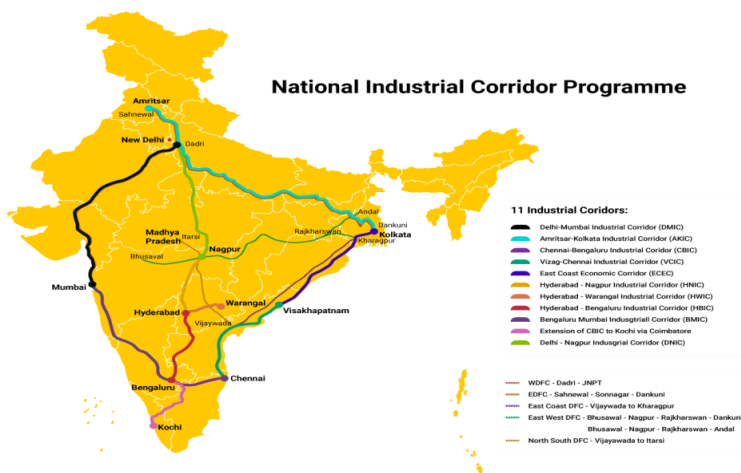 National Industrial Corridor Programme
Amritsar
Sahnewal
New Delhi
Dadri
Andal
Dankuni
Kolkata
Kharagpur
Rajkharswan
Madhya
Pradesh
Itarsi
Nagpur
Bhusaval
Mumbai
Warangal
Hyderabad
Vijaywada
Visakhapatnam
Bengaluru
Chennai
Kochi
11 Industrial Coridors:
Delhi-Mumbai Industrial Corridor (DMIC)
Amritsar-Kolkata Industrial Corridor (AKIC)
Chennai-Bengaluru Industrial Corridor (CBIC)
Vizag-Chennai Industrial Corridor (VCIC)
East Coast Economic Corridor (ECEC)
Hyderabad - Nagpur Industrial Corridor (HNIC)
Hyderabad - Warangal Industrial Corridor (HWIC)
Hyderabad - Bengaluru Industrial Corridor (HBIC)
Bengaluru Mumbai Indusgtriall Corridor (BMIC)
Extension of CBIC to Kochi via Coimbatore
Delhi - Nagpur Indusgrial Corridor (DNIC)
WDFC - Dadri - JNPT
EDFC - Sahnewal - Sonnagar - Dankuni
East Coast DFC - Vijaywada to Kharagpur
East West DFC - Bhusawal - Nagpur - Rajkharswan - Dankuni
Bhusawal - Nagpur - Rajkharswan - Andal
North South DFC - Vijaywada to Itarsi